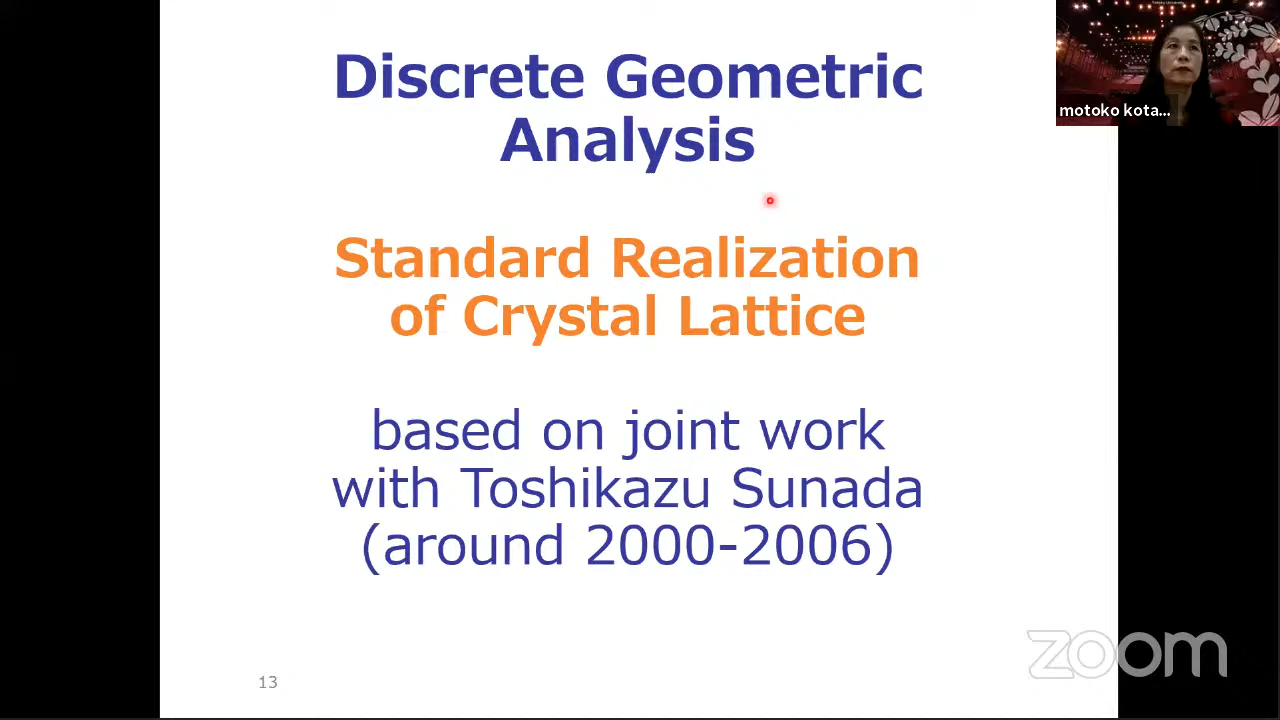 Discrete Geometric
Analysis
Standard Realization
of Crystal Lattice
based on joint work
with Toshikazu Sunada
(around 2000-2006)
13
motoko kota...
zoom